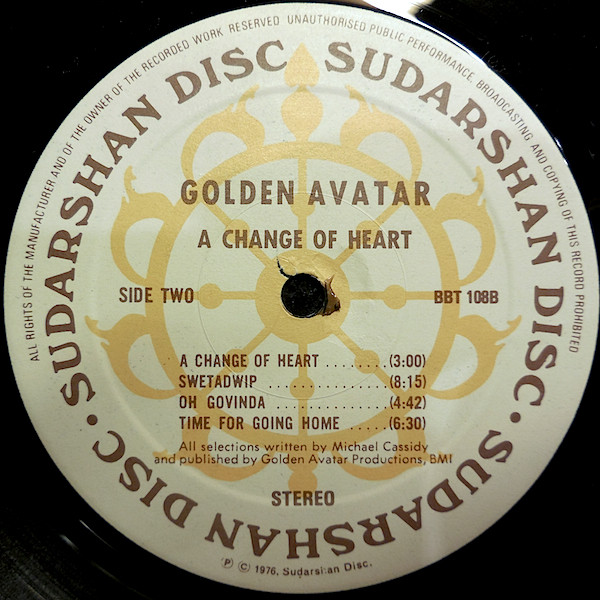 ALL RIGHTS OF THE MANUFACTURER AND OF THE OWNER OF THE RECORDED WORK RESERVED UNAUTHORISED PUBLIC PERFORMANCE, BROADCASTING AND COPYING OF THIS RECORD PROHIBITED
SUDARSHAN DISC SUDARSHAN DISC · SUDARSHAN DISC ·
GOLDEN AVATAR
A CHANGE OF HEART
SIDE TWO BBT 108B
A CHANGE OF HEART ........ (3:00)
SWETADWIP .............. (8:15)
OH GOVINDA ............. (4:42)
TIME FOR GOING HOME ..... (6:30)
All selections written by Michael Cassidy
and published by Golden Avatar Productions, BMI
STEREO
Ⓟ © 1976, Sudarshan Disc.